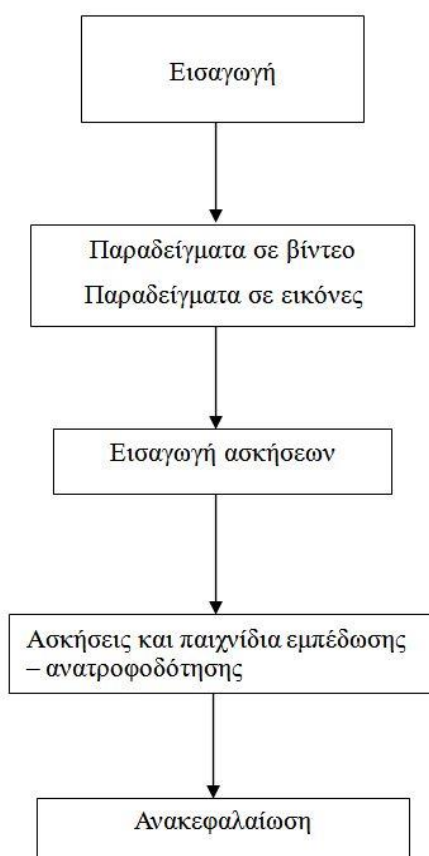 Εισαγωγή
Παραδείγματα σε βίντεο
Παραδείγματα σε εικόνες
Εισαγωγή ασκήσεων
Ασκήσεις και παιχνίδια εμπέδωσης
– ανατροφοδότησης
Ανακεφαλαίωση